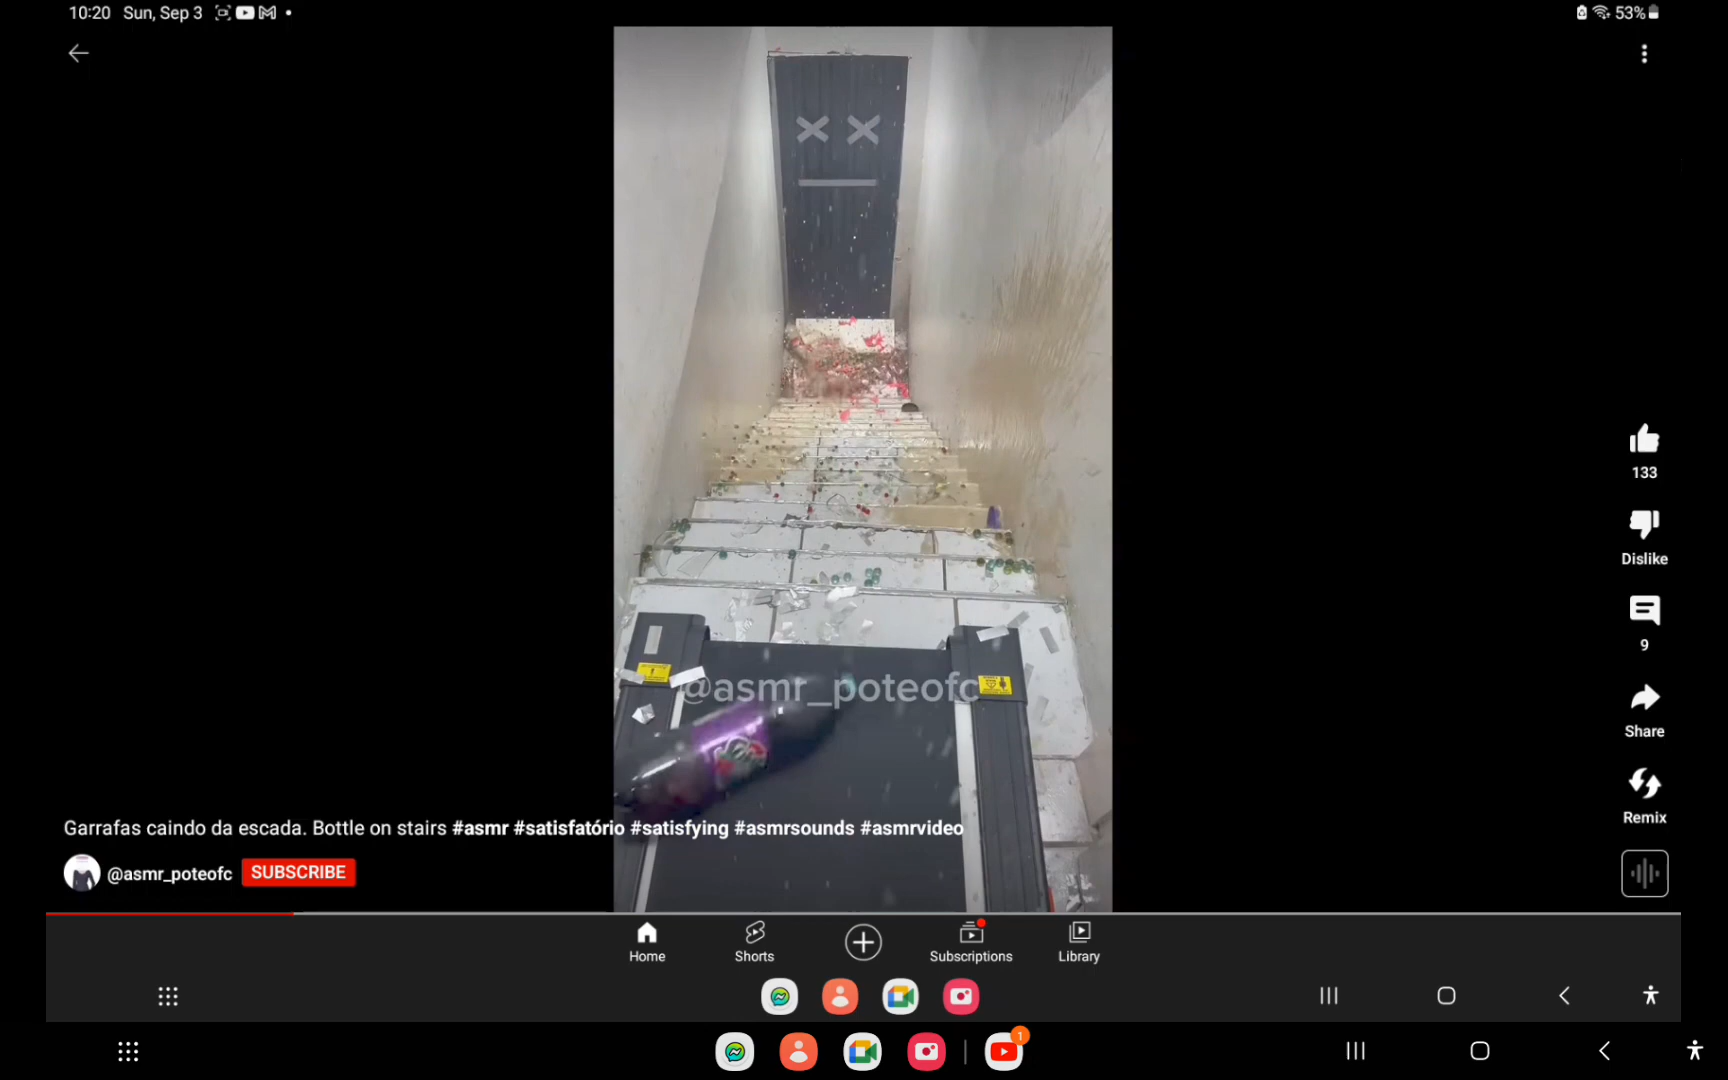 10:20 Sun, Sep 3
53%
@asmr_poteofc
133
Dislike
9
Share
Remix
Garrafas caindo da escada. Bottle on stairs #asmr #satisfatório #satisfying #asmrsounds #asmrvideo
@asmr_poteofc SUBSCRIBE
Home Shorts Subscriptions Library
1